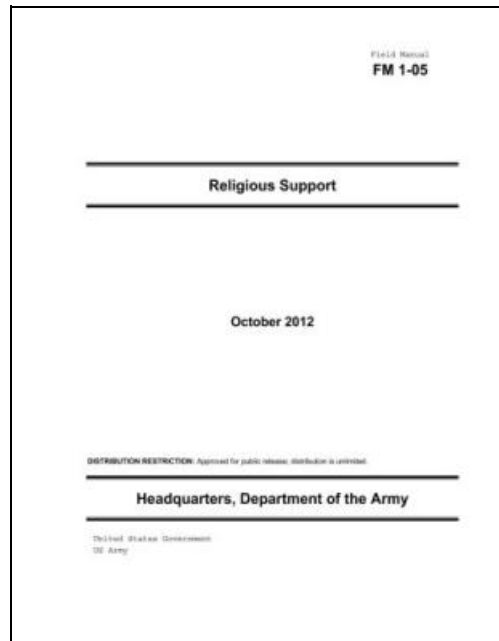 Field Manual
FM 1-05
Religious Support
October 2012
DISTRIBUTION RESTRICTION: Approved for public release; distribution is unlimited.
Headquarters, Department of the Army
United States Government
US Army